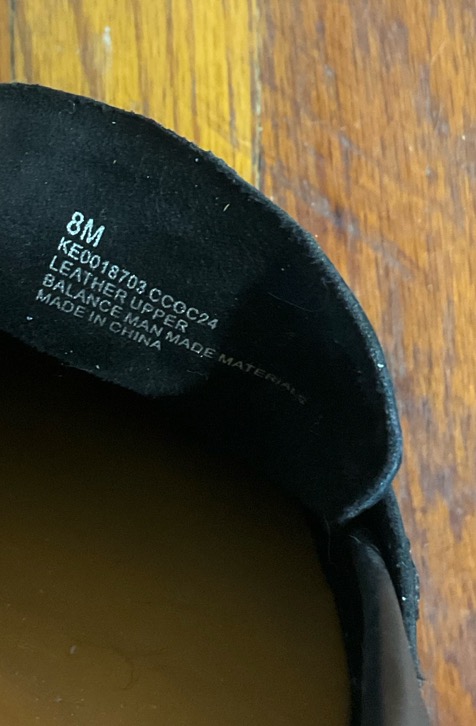 8M
KE0018703 CCGC24
LEATHER UPPER
BALANCE MAN MADE MATERIALS
MADE IN CHINA